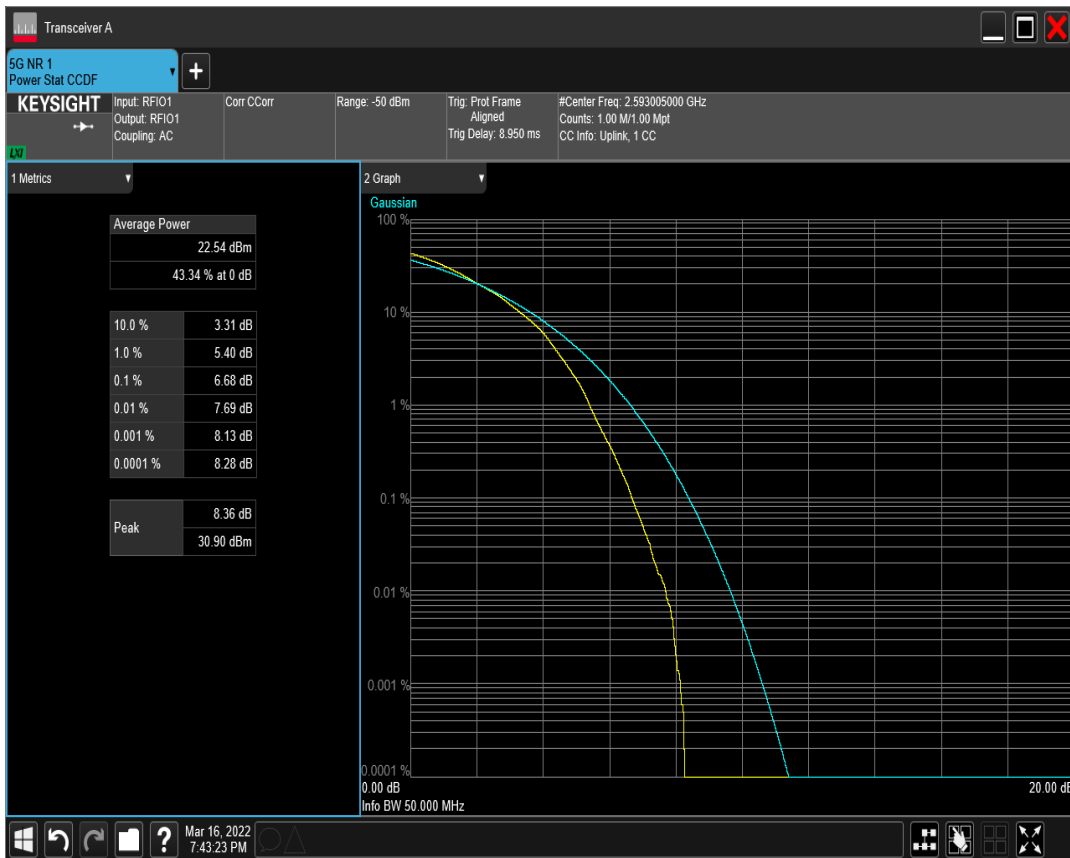 Transceiver A
5G NR 1
Power Stat CCDF
+
KEYSIGHT
LXI
Input: RFIO1
Output: RFIO1
Coupling: AC
Corr CCorr
Range: -50 dBm
Trig: Prot Frame
Aligned
Trig Delay: 8.950 ms
#Center Freq: 2.593005000 GHz
Counts: 1.00 M/1.00 Mpt
CC Info: Uplink, 1 CC
1 Metrics
Average Power
22.54 dBm
43.34 % at 0 dB
10.0 % 3.31 dB
1.0 % 5.40 dB
0.1 % 6.68 dB
0.01 % 7.69 dB
0.001 % 8.13 dB
0.0001 % 8.28 dB
Peak
8.36 dB
30.90 dBm
2 Graph
Gaussian
100 %
10 %
1 %
0.1 %
0.01 %
0.001 %
0.0001 %
0.00 dB 20.00 dB
Info BW 50.000 MHz
?
Mar 16, 2022
7:43:23 PM